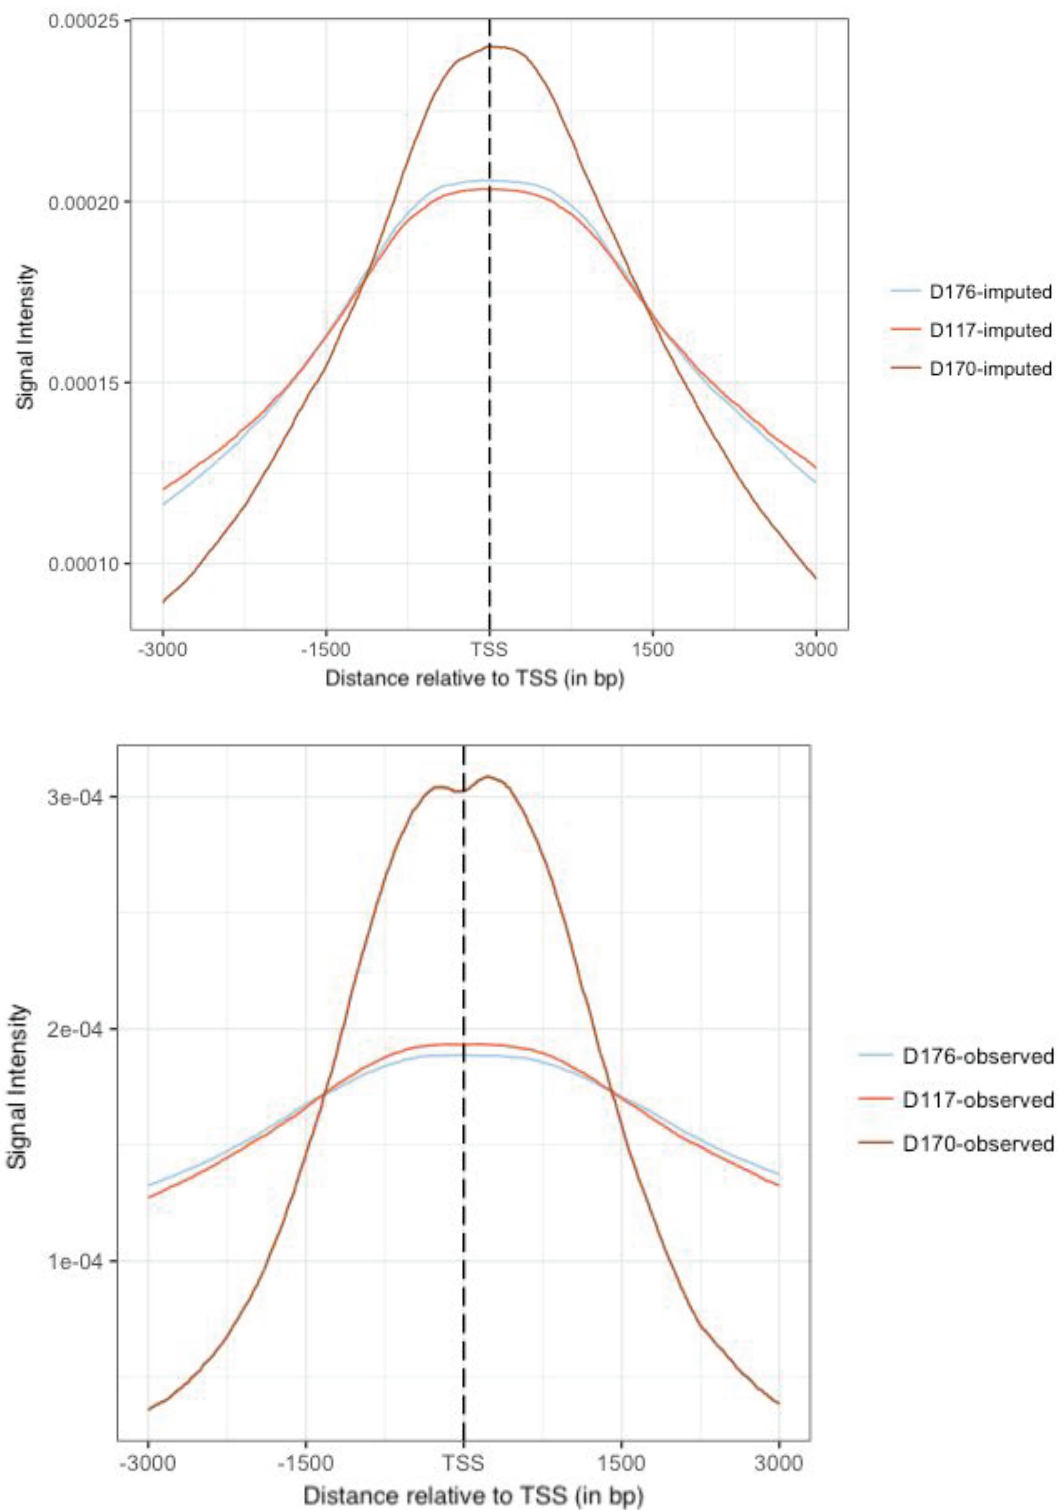 0.00025
0.00020
0.00015
0.00010
Signal Intensity
-3000 -1500 TSS 1500 3000
Distance relative to TSS (in bp)
D176-imputed
D117-imputed
D170-imputed
3e-04
2e-04
1e-04
Signal Intensity
-3000 -1500 TSS 1500 3000
Distance relative to TSS (in bp)
D176-observed
D117-observed
D170-observed